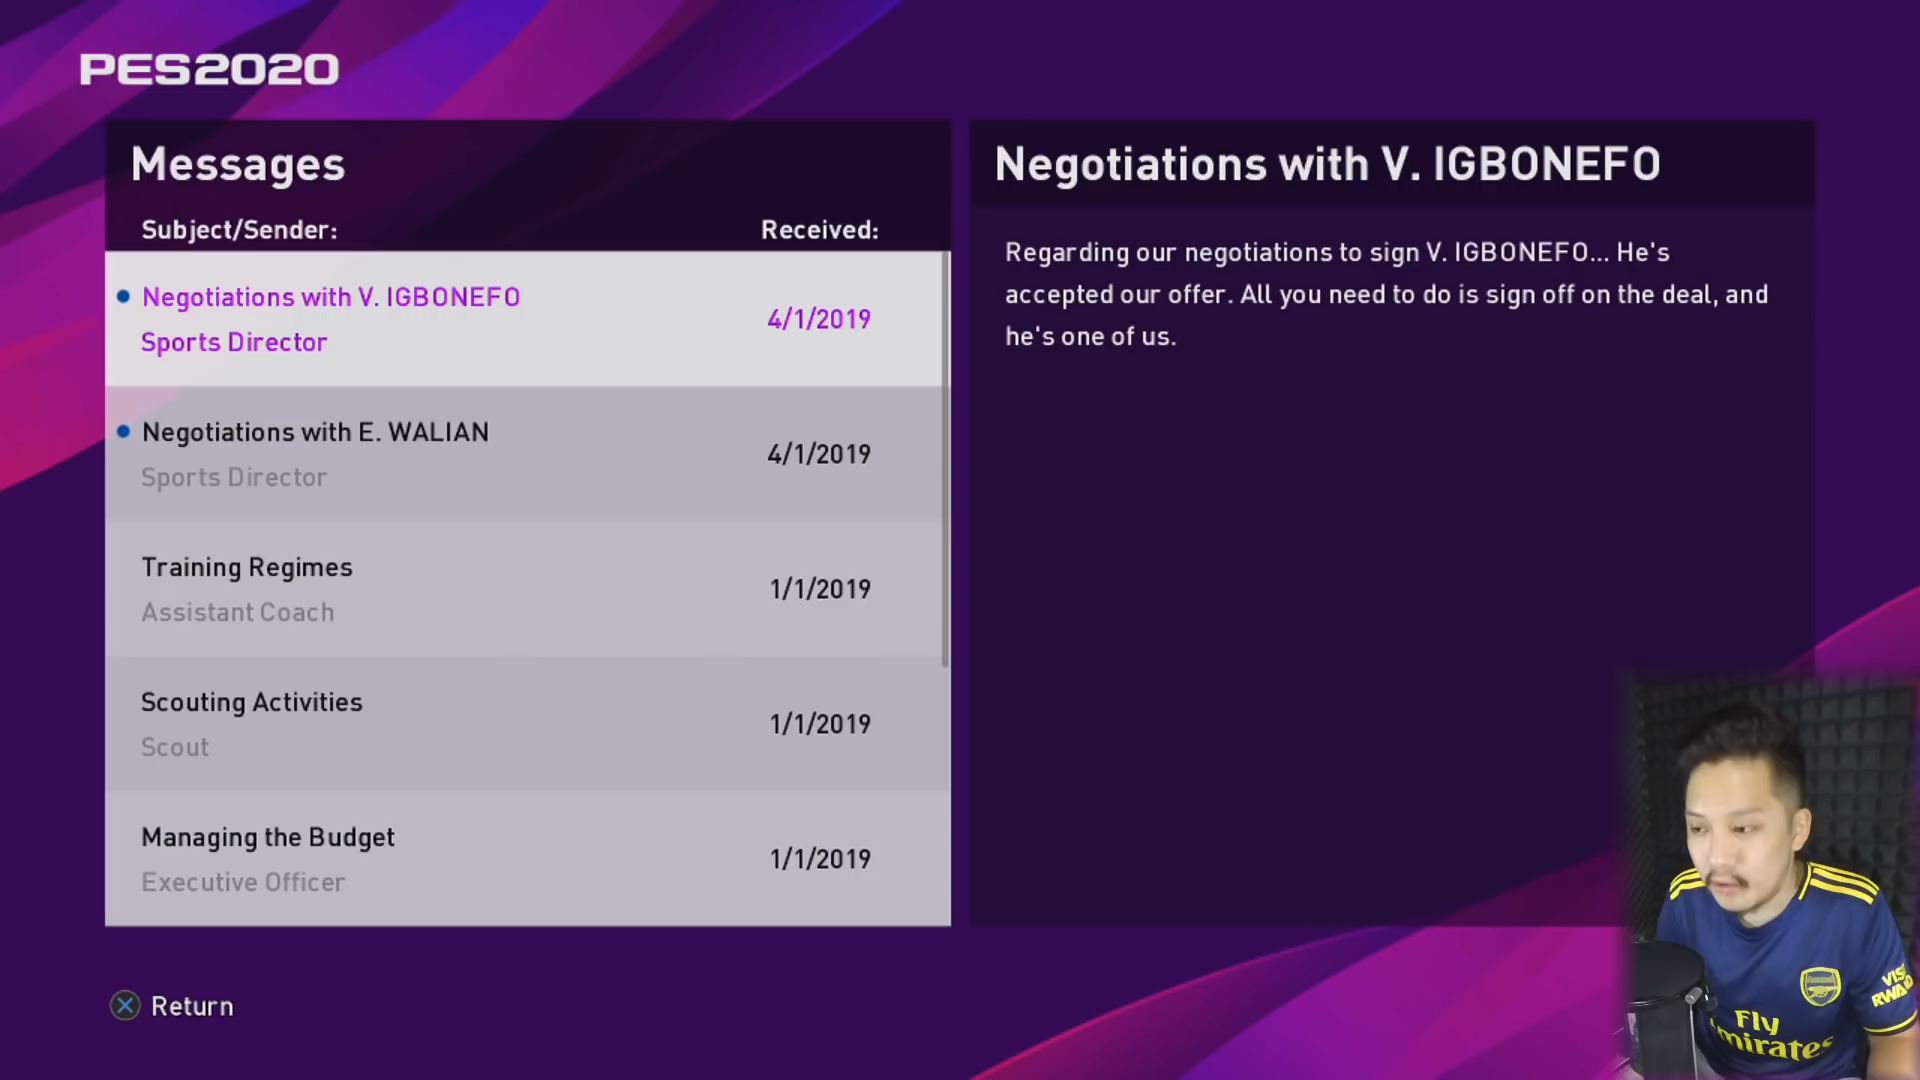 PES2020
Messages
Subject/Sender:
Received:
Negotiations with V. IGBONEFO
Sports Director
4/1/2019
Negotiations with E. WALIAN
Sports Director
4/1/2019
Training Regimes
Assistant Coach
1/1/2019
Scouting Activities
Scout
1/1/2019
Managing the Budget
Executive Officer
1/1/2019
Negotiations with V. IGBONEFO
Regarding our negotiations to sign V. IGBONEFO... He's
accepted our offer. All you need to do is sign off on the deal, and
he's one of us.
Return
Fly